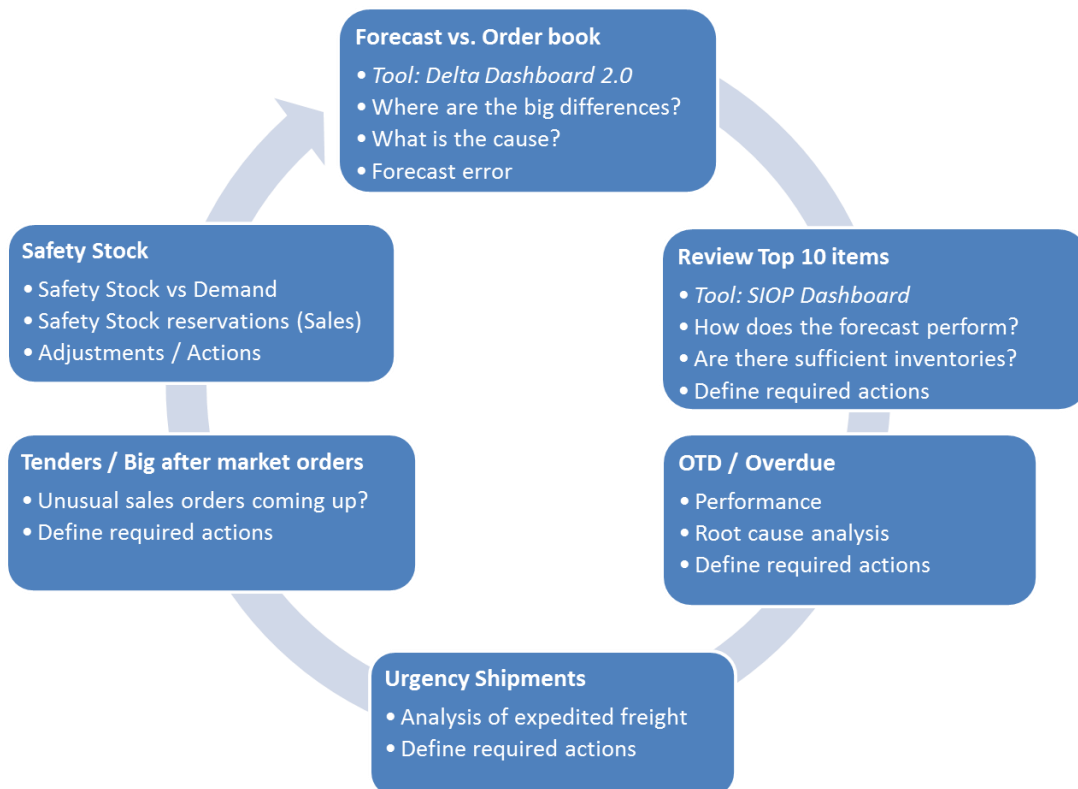 Forecast vs. Order book
• Tool: Delta Dashboard 2.0
• Where are the big differences?
• What is the cause?
• Forecast error
Review Top 10 items
• Tool: SIOP Dashboard
• How does the forecast perform?
• Are there sufficient inventories?
• Define required actions
OTD / Overdue
• Performance
• Root cause analysis
• Define required actions
Urgency Shipments
• Analysis of expedited freight
• Define required actions
Tenders / Big after market orders
• Unusual sales orders coming up?
• Define required actions
Safety Stock
• Safety Stock vs Demand
• Safety Stock reservations (Sales)
• Adjustments / Actions